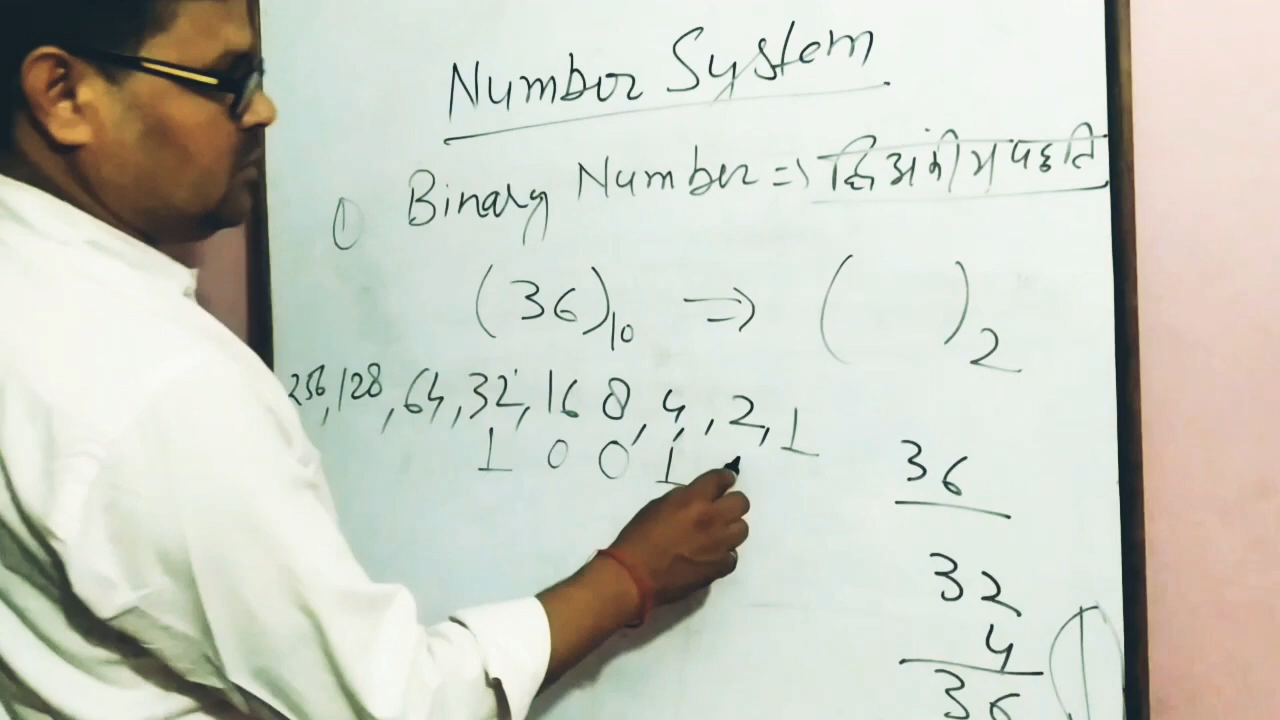 Number System
① Binary Number ⇒ द्विअंकीय पद्धति
(36)10 ⇒ ( )2
256, 128, 64, 32, 16 8, 4, 2, 1
1 0 0 1
36
32
4
36